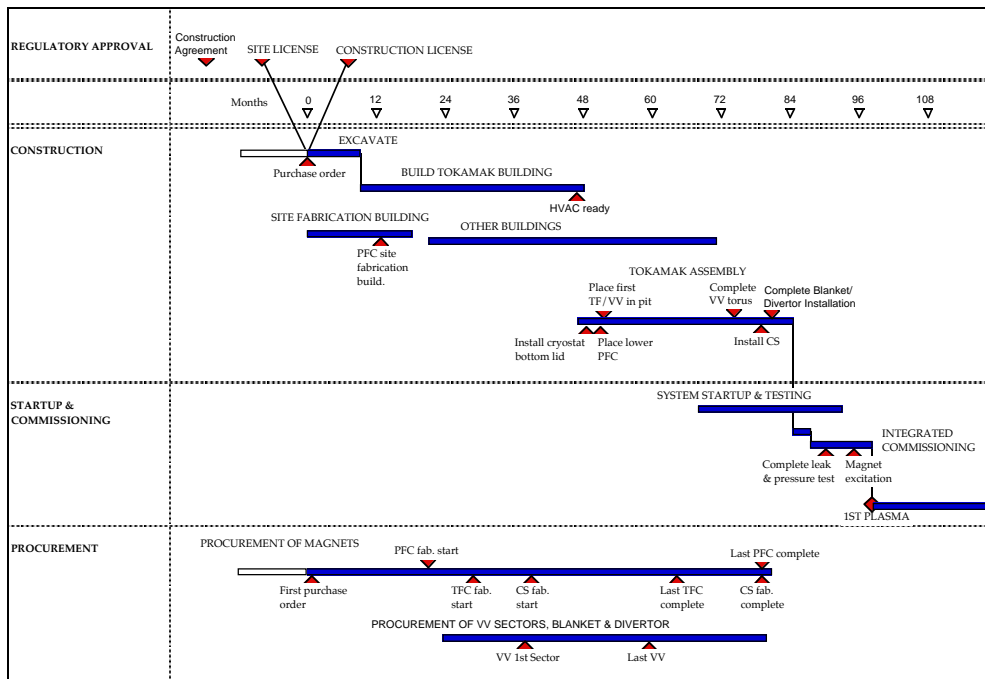 Construction
Agreement
REGULATORY APPROVAL
SITE LICENSE
CONSTRUCTION LICENSE
Months
0 12 24 36 48 60 72 84 96 108
CONSTRUCTION
EXCAVATE
Purchase order
BUILD TOKAMAK BUILDING
HVAC ready
SITE FABRICATION BUILDING
OTHER BUILDINGS
PFC site
fabrication
build.
TOKAMAK ASSEMBLY
Place first
TF/VV in pit
Complete
VV torus
Complete Blanket/
Divertor Installation
Install cryostat
bottom lid
Place lower
PFC
Install CS
STARTUP &
COMMISSIONING
SYSTEM STARTUP & TESTING
INTEGRATED
COMMISSIONING
Complete leak
& pressure test
Magnet
excitation
1ST PLASMA
PROCUREMENT
PROCUREMENT OF MAGNETS
PFC fab. start
Last PFC complete
First purchase
order
TFC fab.
start
CS fab.
start
Last TFC
complete
CS fab.
complete
PROCUREMENT OF VV SECTORS, BLANKET & DIVERTOR
VV 1st Sector
Last VV